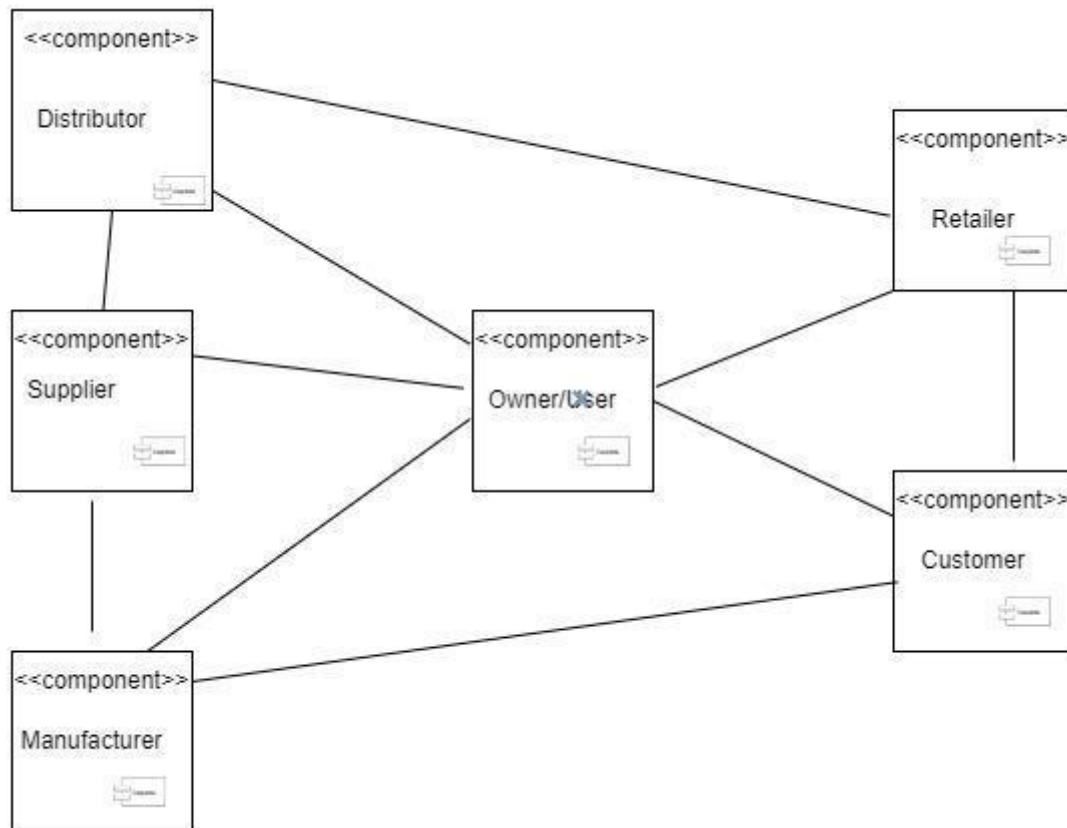 <<component>>
Distributor
<<component>>
Retailer
<<component>>
Supplier
<<component>>
Owner/User
<<component>>
Customer
<<component>>
Manufacturer